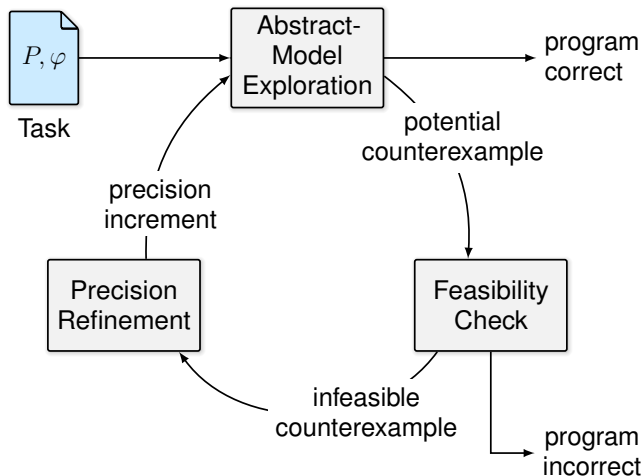 P, φ
Task
Abstract-
Model
Exploration
program
correct
potential
counterexample
precision
increment
Precision
Refinement
Feasibility
Check
infeasible
counterexample
program
incorrect